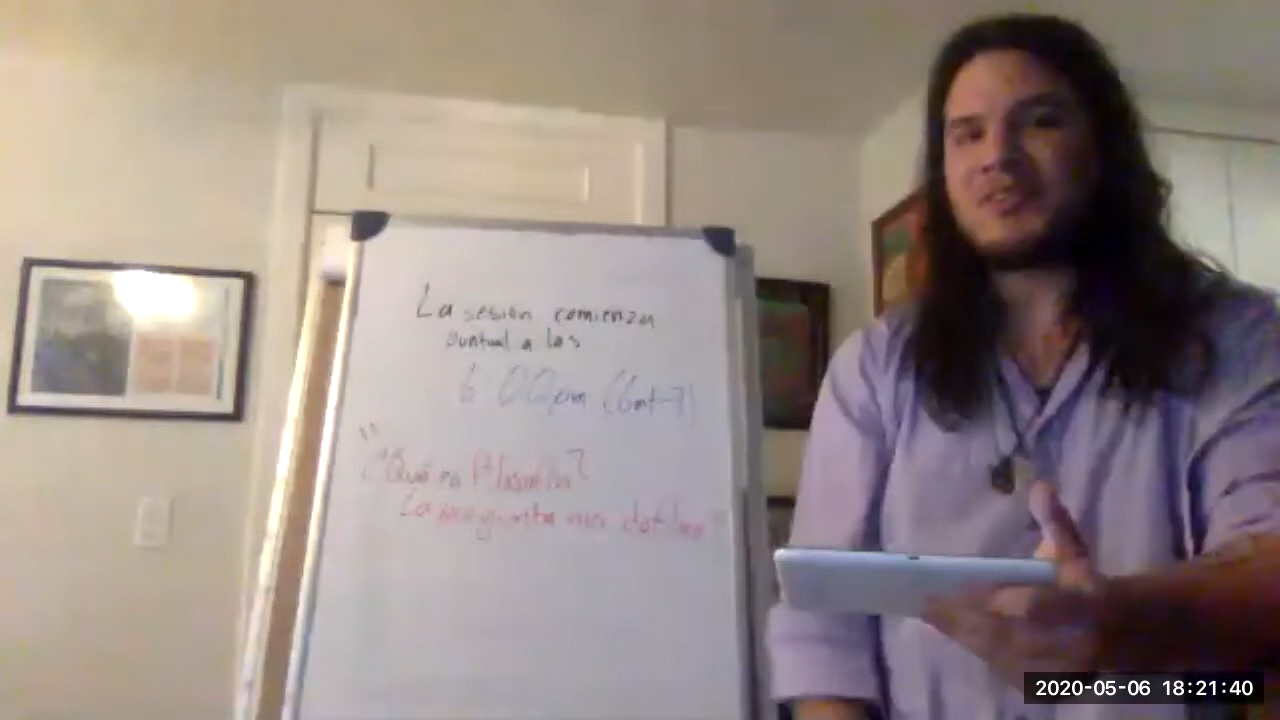 La sesión comienza
puntual a las
6:00pm (Gmt-7)
"¿Qué es Filosofía?
La pregunta nos define"
2020-05-06 18:21:40